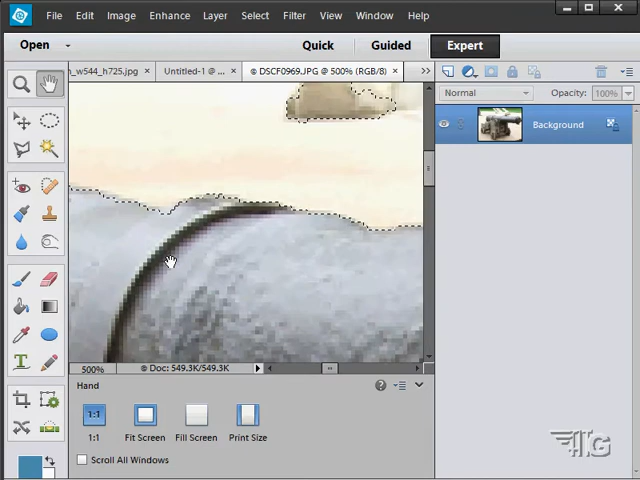 File Edit Image Enhance Layer Select Filter View Window Help
Open Quick Guided Expert
n_w544_h725.jpg × Untitled-1 @ ... × © DSCF0969.JPG @ 500% (RGB/8) ×
Normal Opacity: 100%
Background
T
500% © Doc: 549.3K/549.3K
Hand
1:1
1:1 Fit Screen Fill Screen Print Size
Scroll All Windows